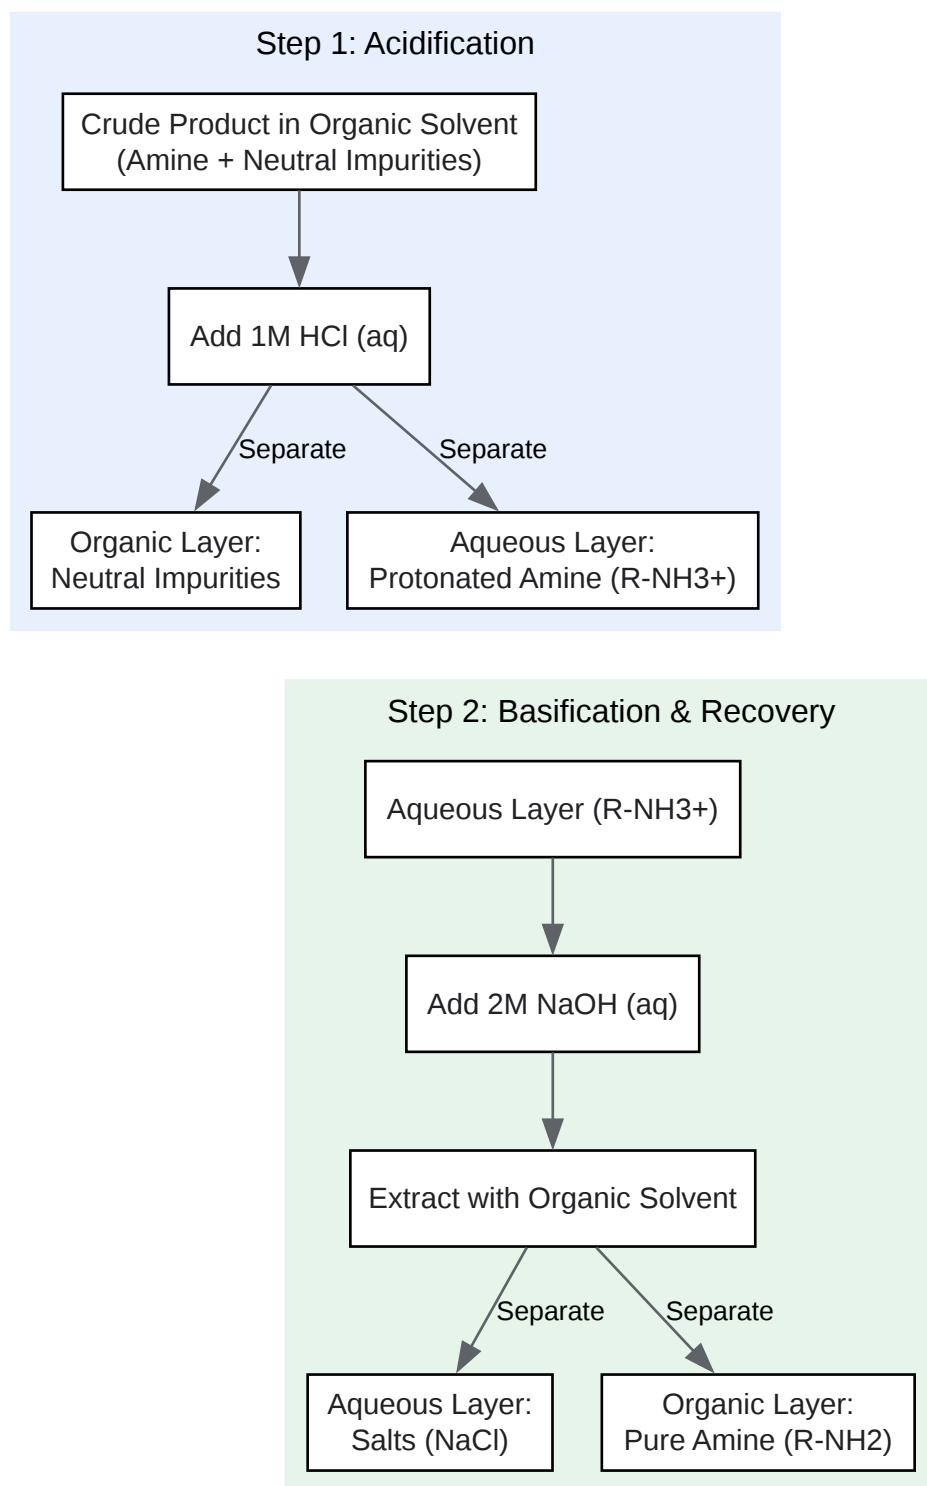 Step 1: Acidification
Crude Product in Organic Solvent
(Amine + Neutral Impurities)
Add 1M HCl (aq)
Separate
Separate
Organic Layer:
Neutral Impurities
Aqueous Layer:
Protonated Amine (R-NH3+)
Step 2: Basification & Recovery
Aqueous Layer (R-NH3+)
Add 2M NaOH (aq)
Extract with Organic Solvent
Separate
Separate
Aqueous Layer:
Salts (NaCl)
Organic Layer:
Pure Amine (R-NH2)